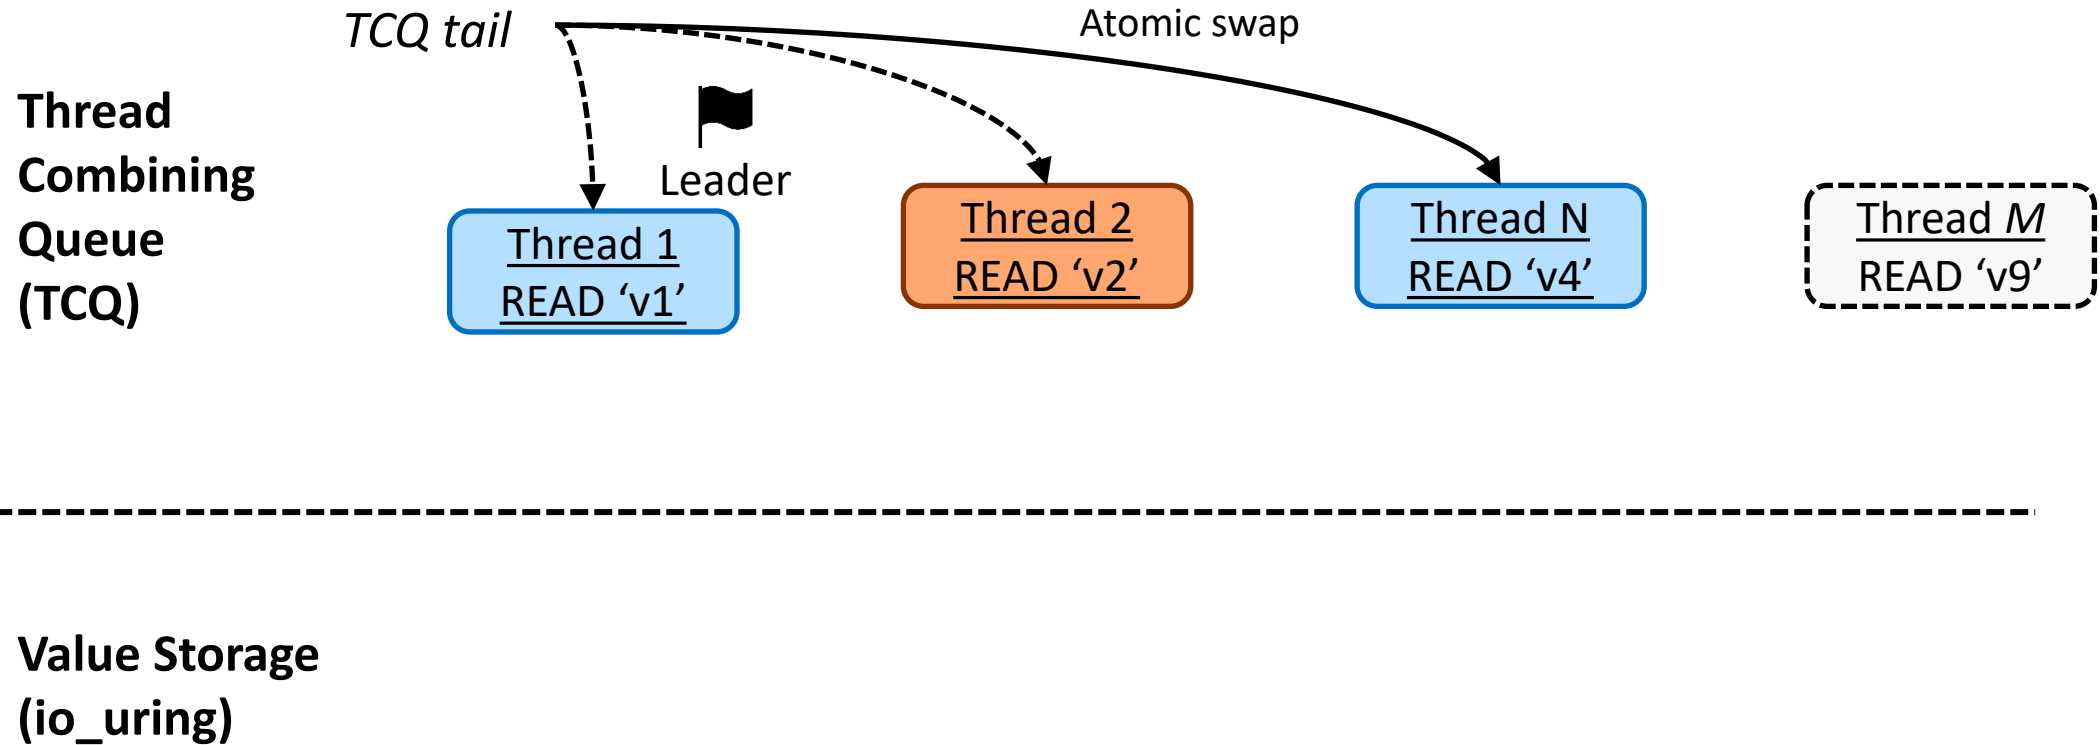 TCQ tail
Atomic swap
Thread
Combining
Queue
(TCQ)
Leader
Thread 1
READ ‘v1’
Thread 2
READ ‘v2’
Thread N
READ ‘v4’
Thread M
READ ‘v9’
Value Storage
(io_uring)